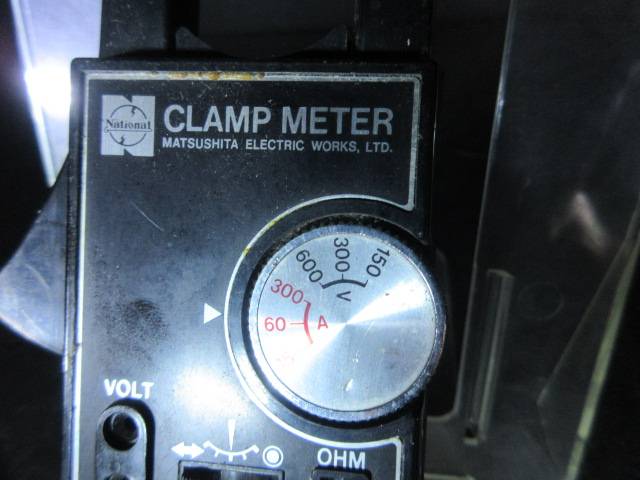 National
CLAMP METER
MATSUSHITA ELECTRIC WORKS, LTD.
150
300
600
V
300
60
A
VOLT
OHM